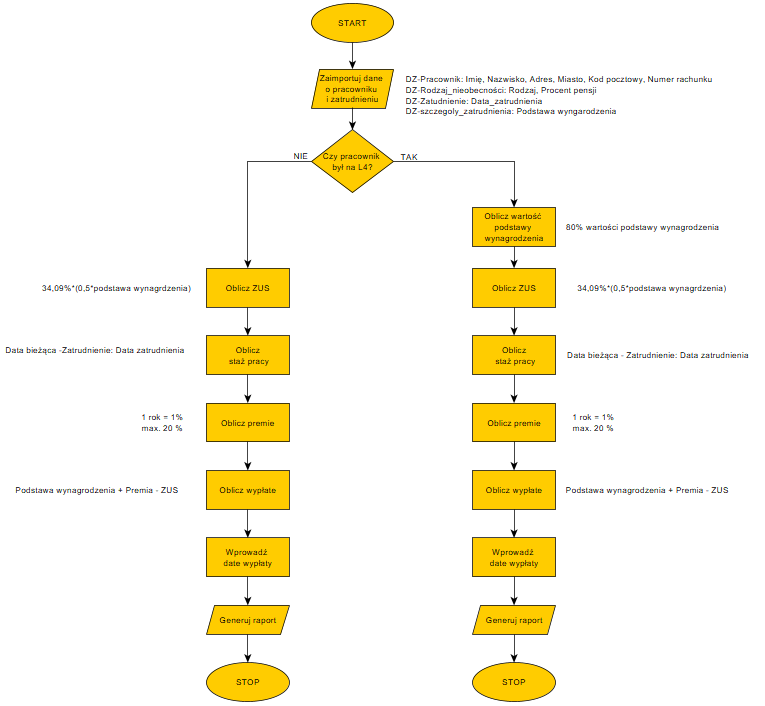 START
Zaimportuj dane
o pracowniku
i zatrudnieniu
DZ-Pracownik: Imię, Nazwisko, Adres, Miasto, Kod pocztowy, Numer rachunku
DZ-Rodzaj_nieobecności: Rodzaj, Procent pensji
DZ-Zatudnienie: Data_zatrudnienia
DZ-szczegoly_zatrudnienia: Podstawa wyngarodzenia
NIE
Czy pracownik
był na L4?
TAK
Oblicz wartość
podstawy
wynagrodzenia
80% wartości podstawy wynagrodzenia
34,09%*(0,5*podstawa wynagrdzenia)
Oblicz ZUS
Oblicz ZUS
34,09%*(0,5*podstawa wynagrdzenia)
Data bieżąca -Zatrudnienie: Data zatrudnienia
Oblicz
staż pracy
Oblicz
staż pracy
Data bieżąca - Zatrudnienie: Data zatrudnienia
1 rok = 1%
max. 20 %
Oblicz premie
Oblicz premie
1 rok = 1%
max. 20 %
Podstawa wynagrodzenia + Premia - ZUS
Oblicz wypłate
Oblicz wypłate
Podstawa wynagrodzenia + Premia - ZUS
Wprowadź
date wypłaty
Wprowadź
date wypłaty
Generuj raport
Generuj raport
STOP
STOP